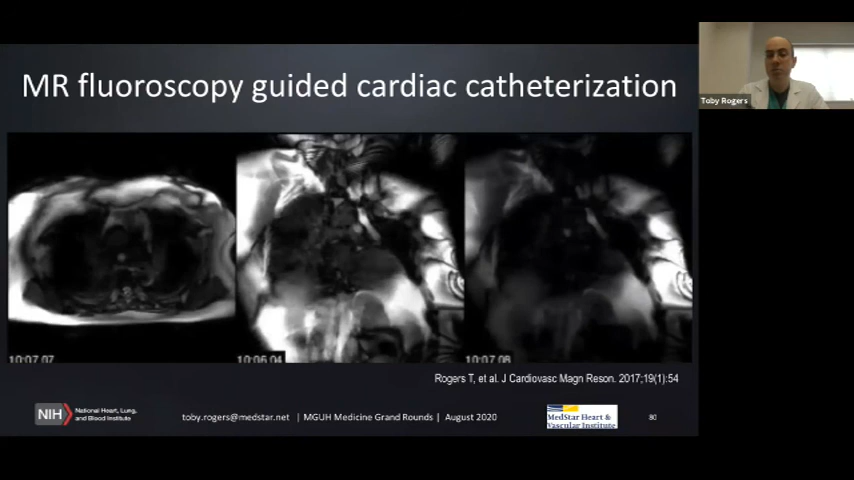 MR fluoroscopy guided cardiac catheterization
Toby Rogers
10:07:07
10:06:04
10:07:08
Rogers T, et al. J Cardiovasc Magn Reson. 2017;19(1):54
NIH
National Heart, Lung,
and Blood Institute
toby.rogers@medstar.net | MGUH Medicine Grand Rounds | August 2020
MedStar Heart &
Vascular Institute
80